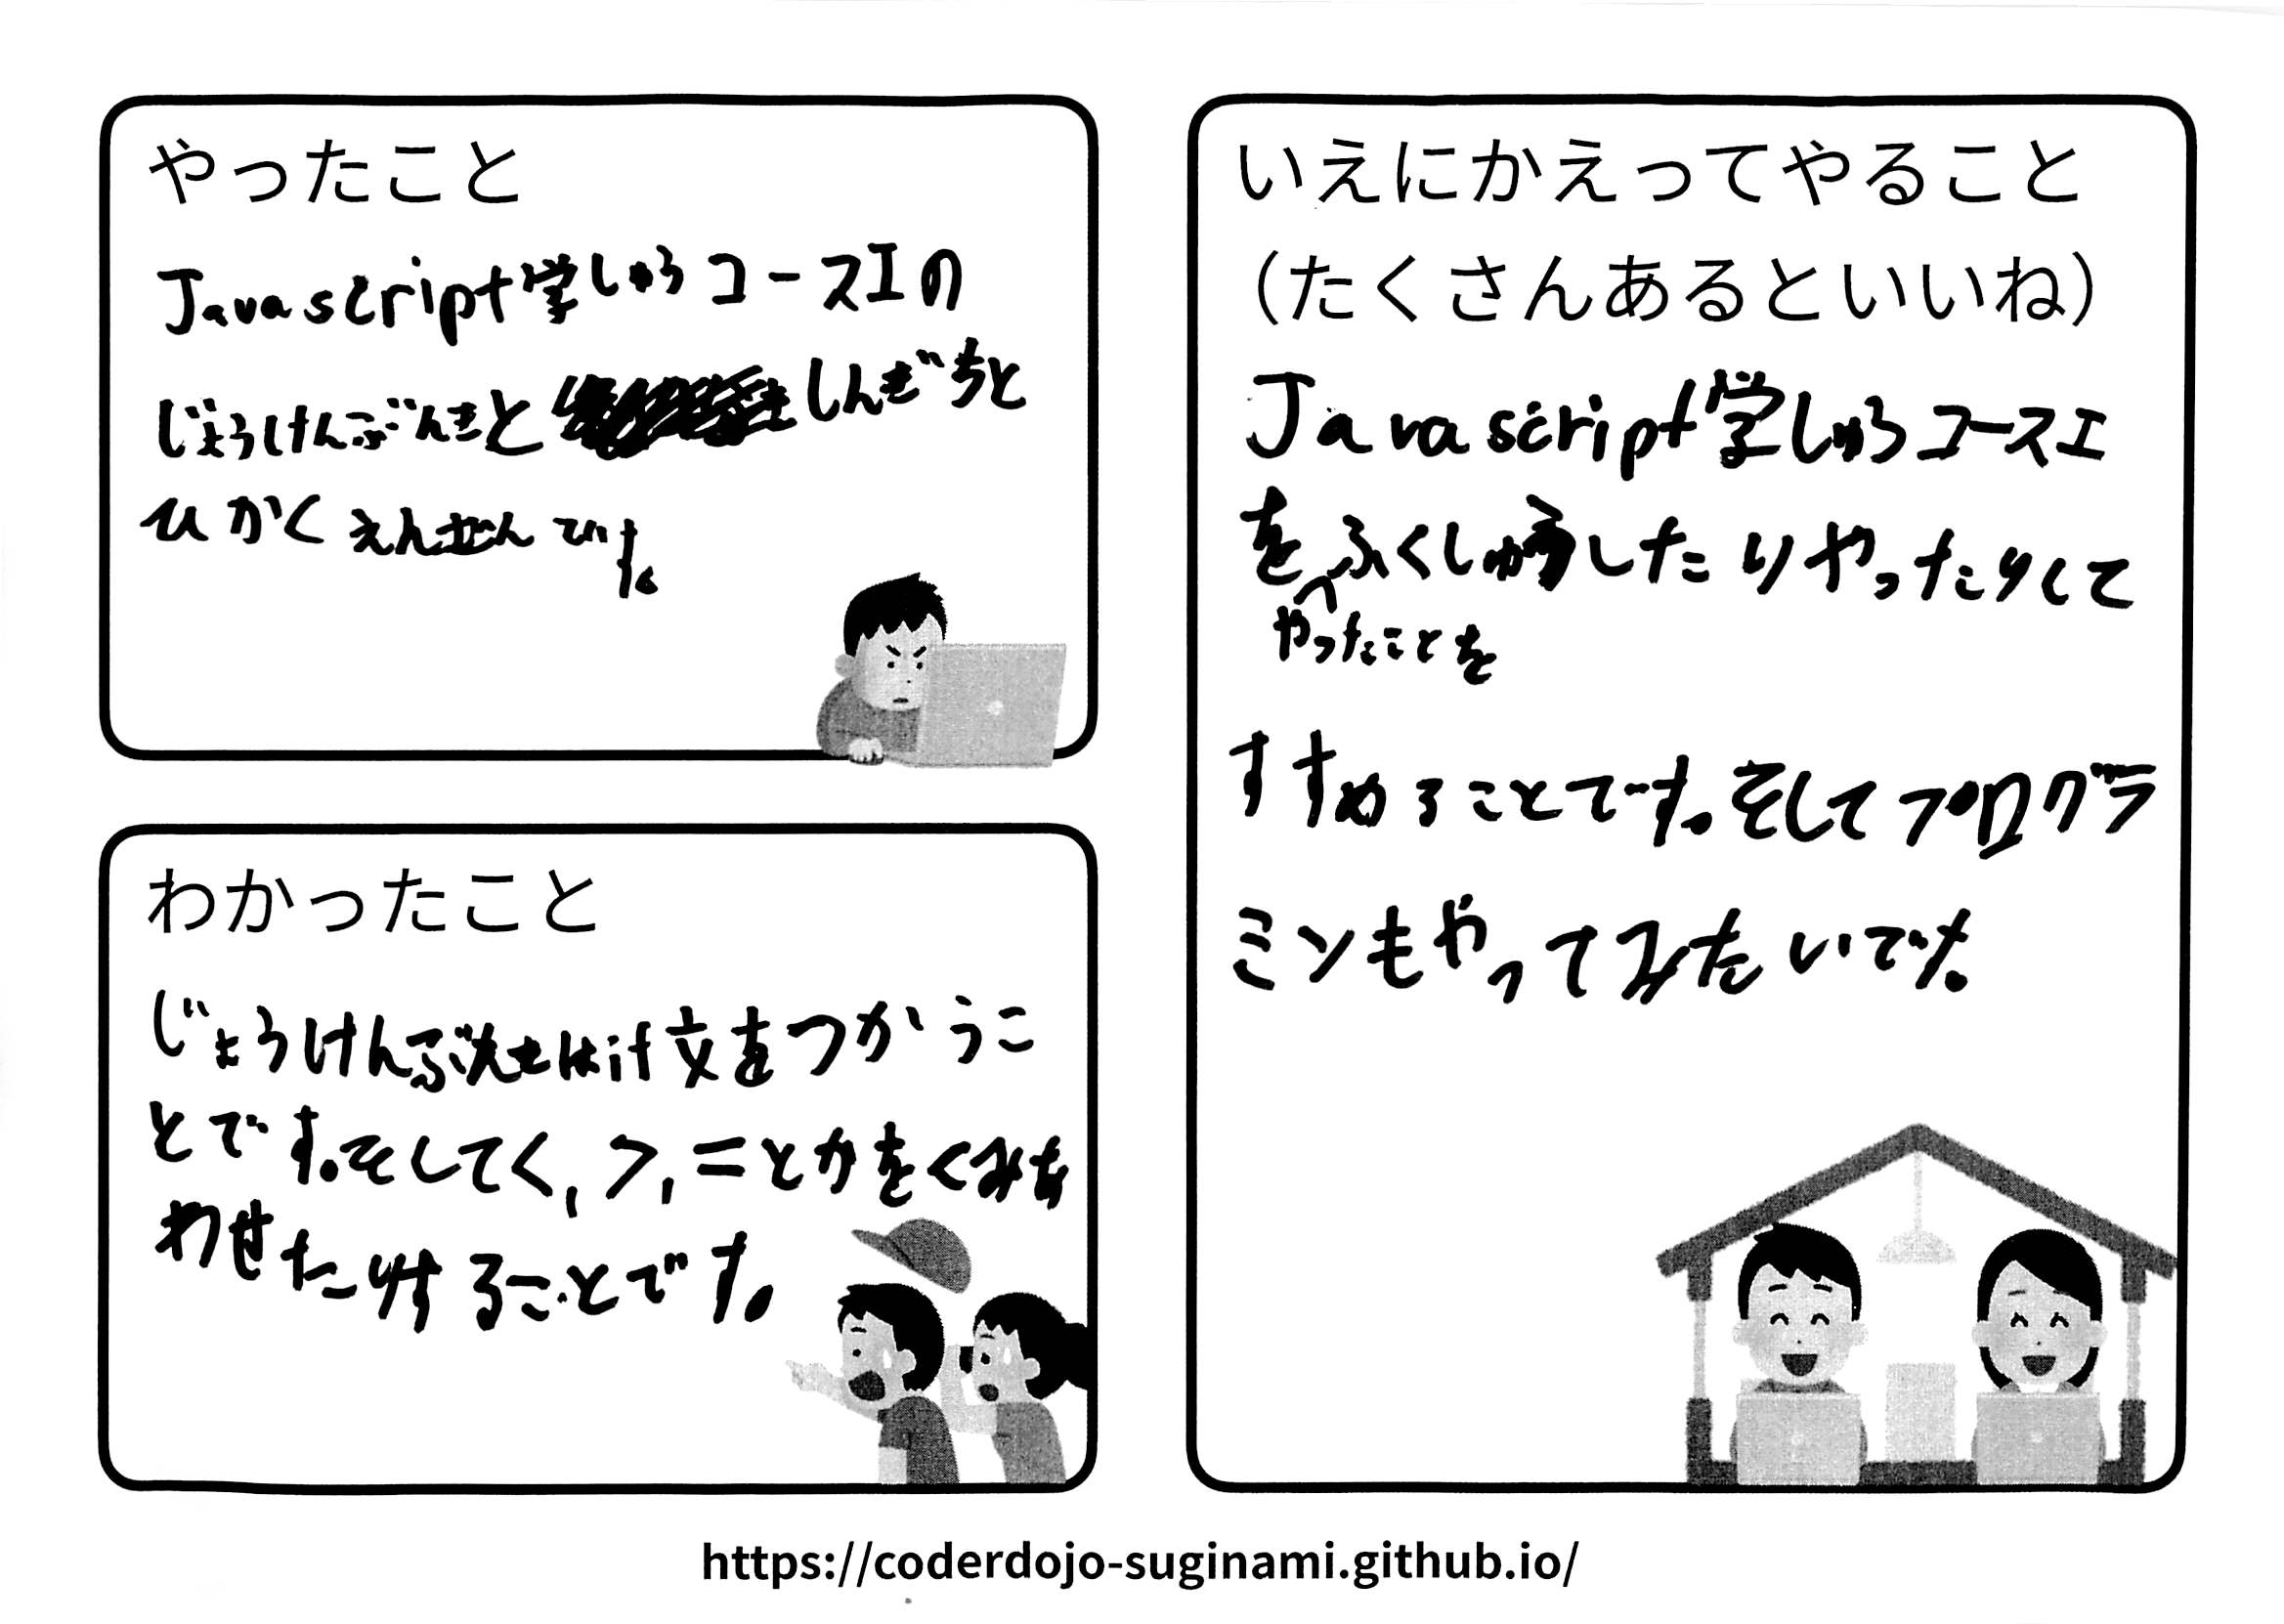 やったこと
Javascript学しゅうコースIの
じょうけんぶんきと しんぎちと
ひかくえんざんです。
わかったこと
じょうけんぶんきはif文をつかうこ
とです。そしてく,>,=とかをくみあ
わせたりすることです。
いえにかえってやること
(たくさんあるといいね)
Javascript学しゅうコースI
をふくしゅうしたりやったりして
やったことを
すすめることです。そしてプログラ
ミンもやってみたいです。
https://coderdojo-suginami.github.io/